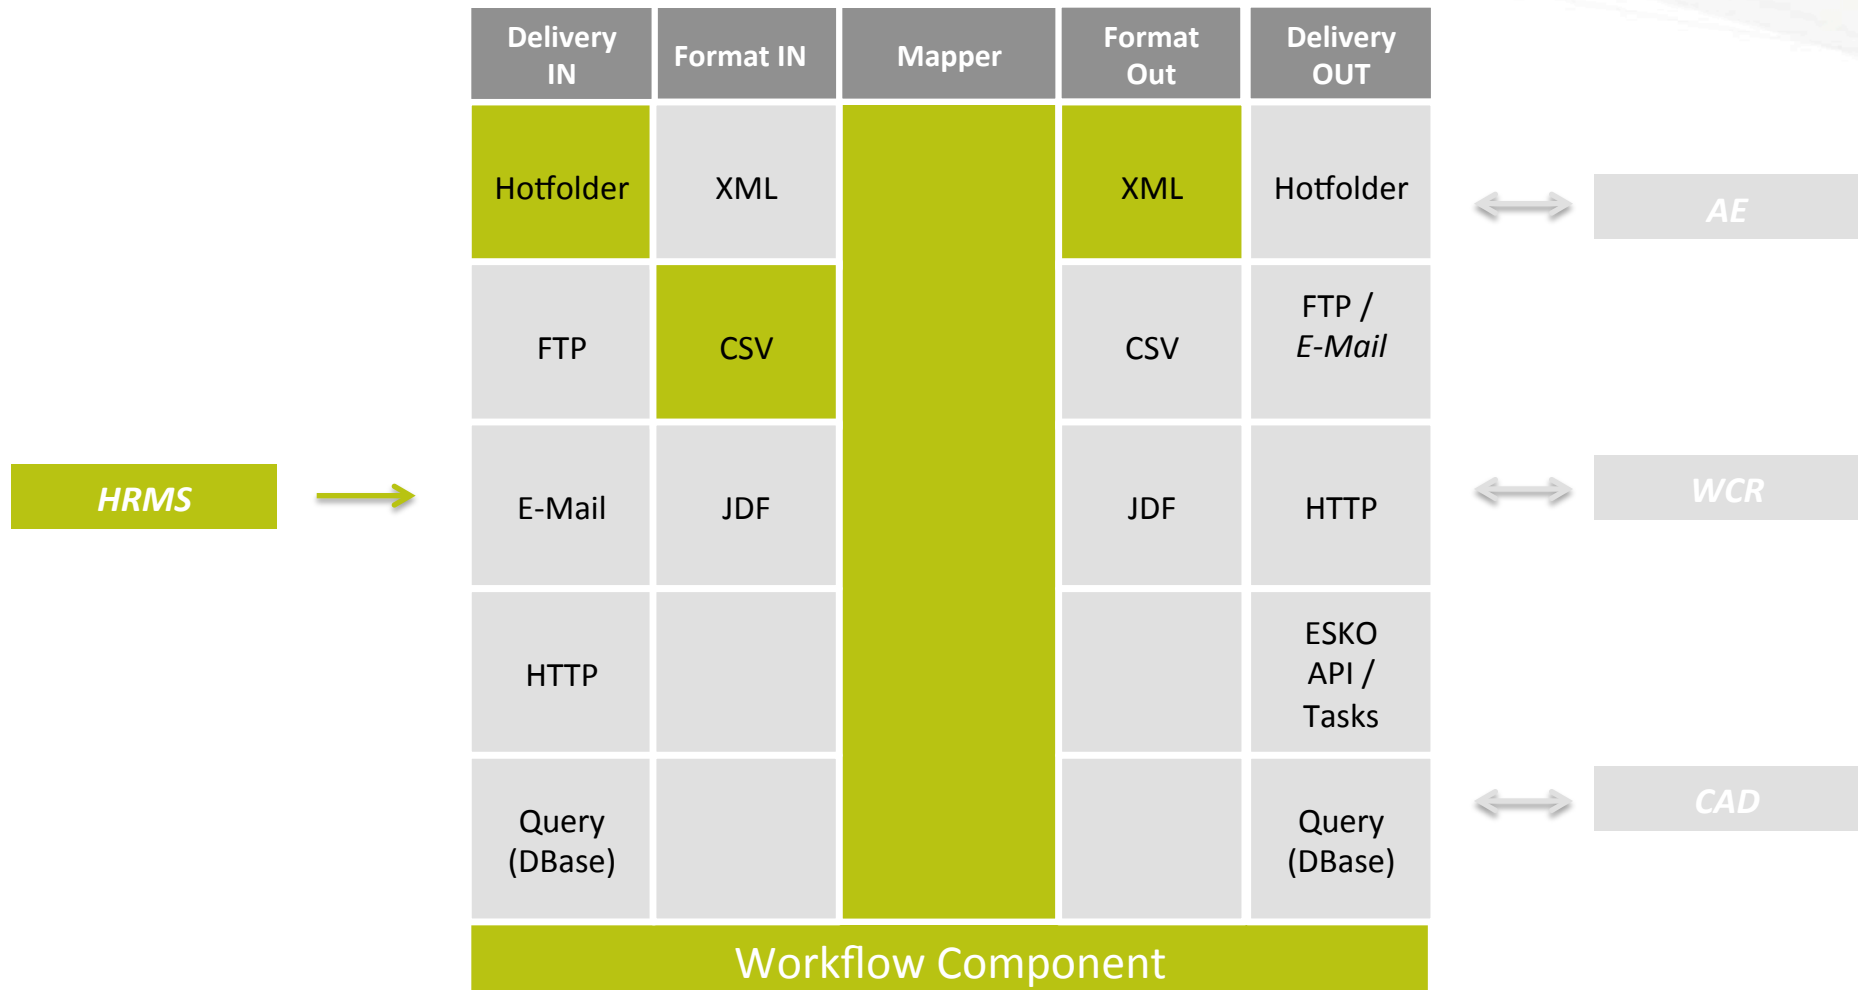 Delivery
IN
Format IN
Mapper
Format
Out
Delivery
OUT
Hotfolder
XML
XML
Hotfolder
AE
FTP
CSV
CSV
FTP /
E-Mail
HRMS
E-Mail
JDF
JDF
HTTP
WCR
HTTP
ESKO
API /
Tasks
Query
(DBase)
Query
(DBase)
CAD
Workflow Component